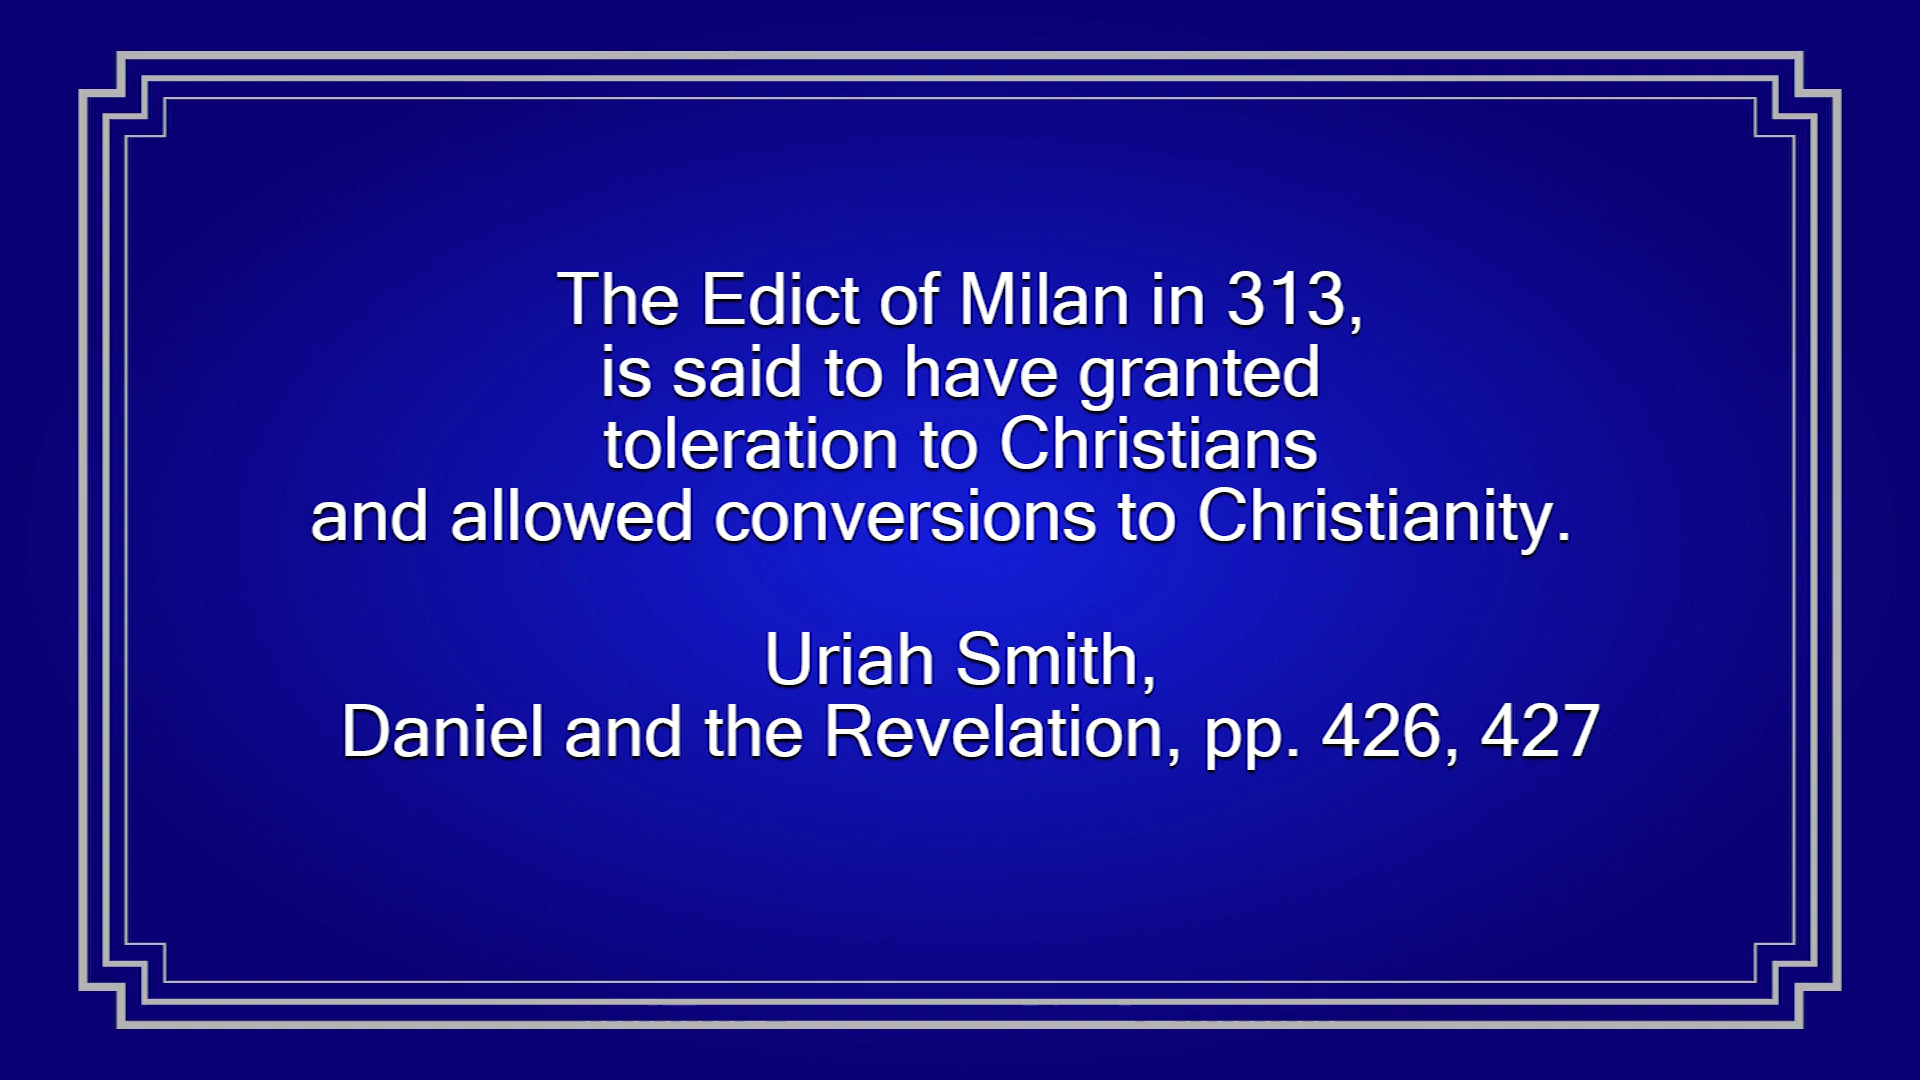 The Edict of Milan in 313,
is said to have granted
toleration to Christians
and allowed conversions to Christianity.
Uriah Smith,
Daniel and the Revelation, pp. 426, 427